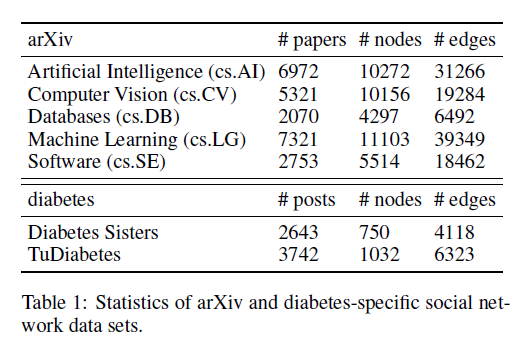 arXiv # papers # nodes # edges
Artificial Intelligence (cs.AI) 6972 10272 31266
Computer Vision (cs.CV) 5321 10156 19284
Databases (cs.DB) 2070 4297 6492
Machine Learning (cs.LG) 7321 11103 39349
Software (cs.SE) 2753 5514 18462
diabetes # posts # nodes # edges
Diabetes Sisters 2643 750 4118
TuDiabetes 3742 1032 6323
Table 1: Statistics of arXiv and diabetes-specific social net-
work data sets.